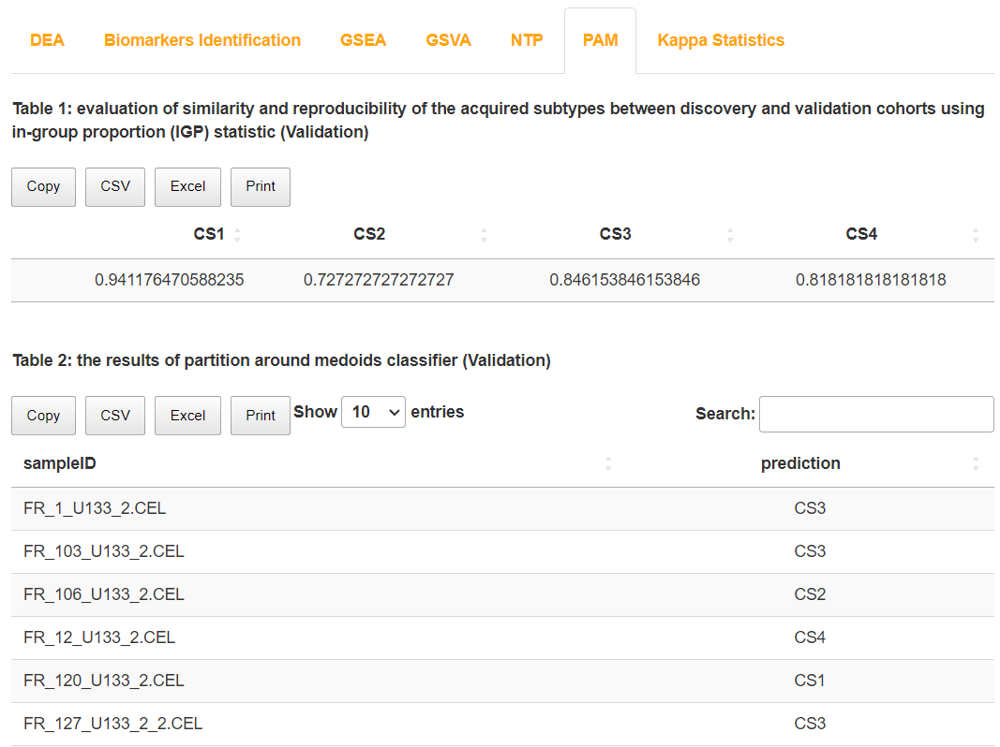 DEA Biomarkers Identification GSEA GSVA NTP PAM Kappa Statistics
Table 1: evaluation of similarity and reproducibility of the acquired subtypes between discovery and validation cohorts using
in-group proportion (IGP) statistic (Validation)
Copy CSV Excel Print
CS1 CS2 CS3 CS4
0.941176470588235 0.727272727272727 0.846153846153846 0.818181818181818
Table 2: the results of partition around medoids classifier (Validation)
Copy CSV Excel Print Show 10 entries Search:
sampleID prediction
FR_1_U133_2.CEL CS3
FR_103_U133_2.CEL CS3
FR_106_U133_2.CEL CS2
FR_12_U133_2.CEL CS4
FR_120_U133_2.CEL CS1
FR_127_U133_2_2.CEL CS3